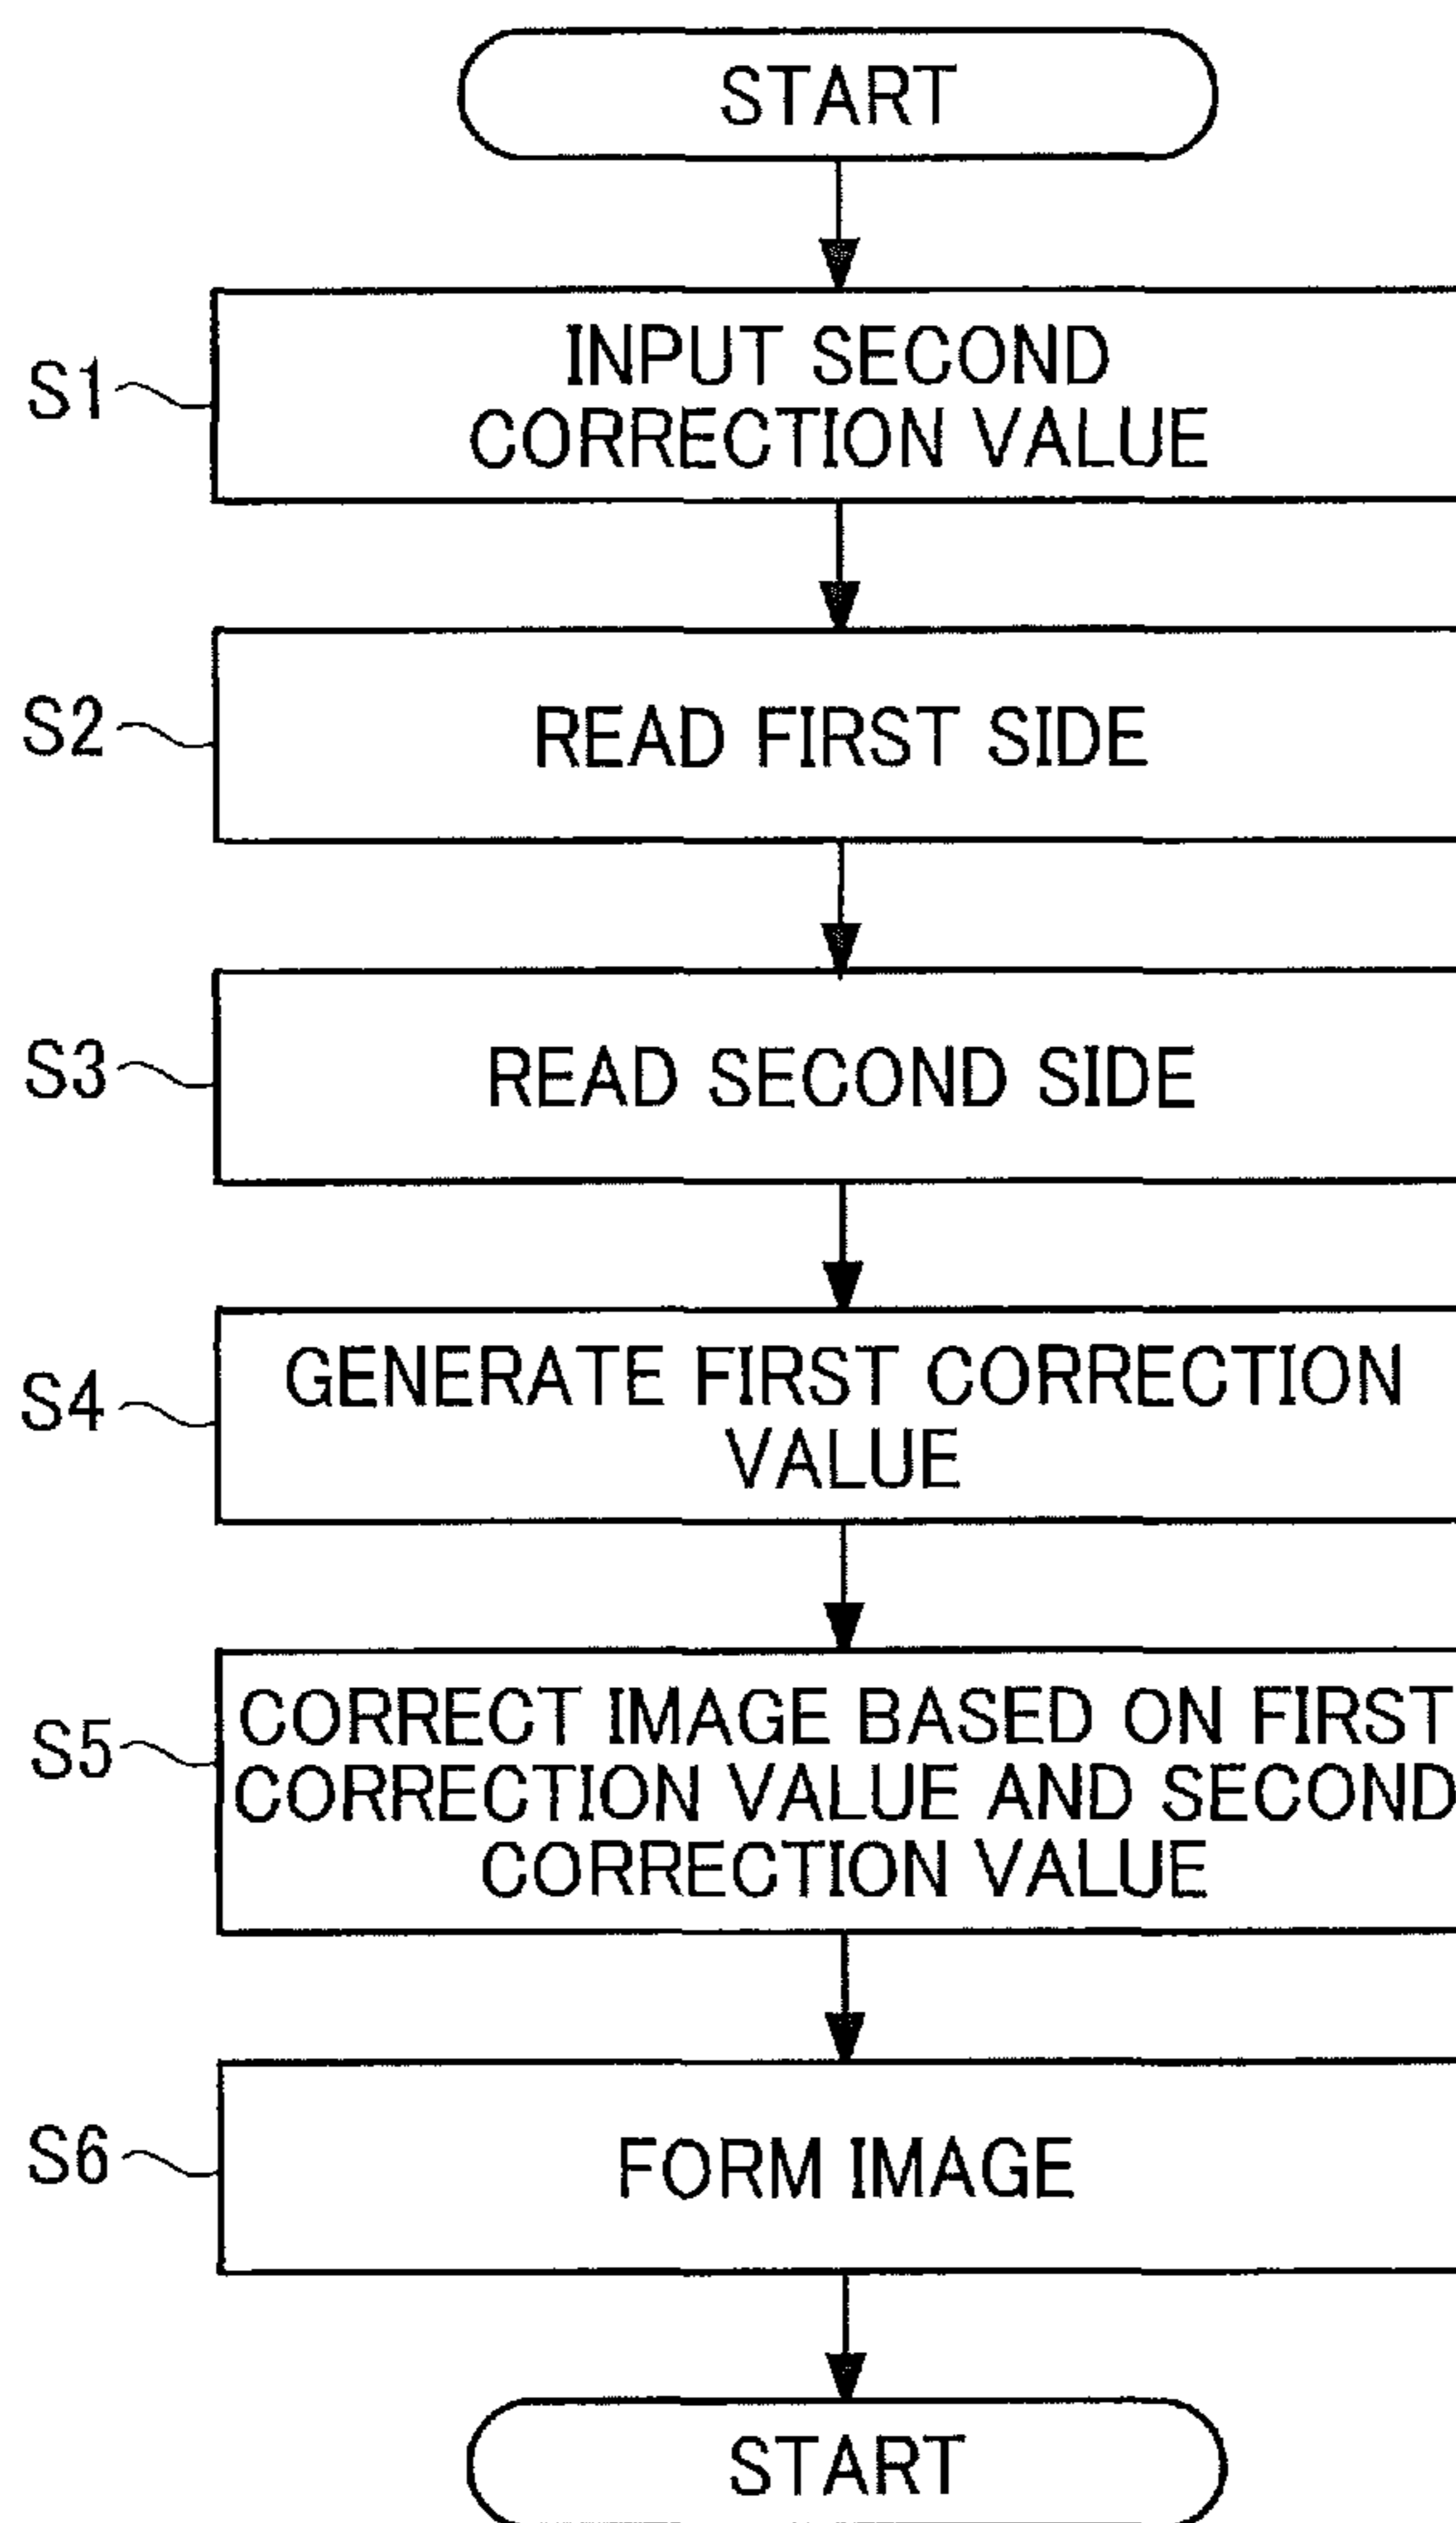 START
S1
INPUT SECOND
CORRECTION VALUE
S2
READ FIRST SIDE
S3
READ SECOND SIDE
S4
GENERATE FIRST CORRECTION
VALUE
S5
CORRECT IMAGE BASED ON FIRST
CORRECTION VALUE AND SECOND
CORRECTION VALUE
S6
FORM IMAGE
START